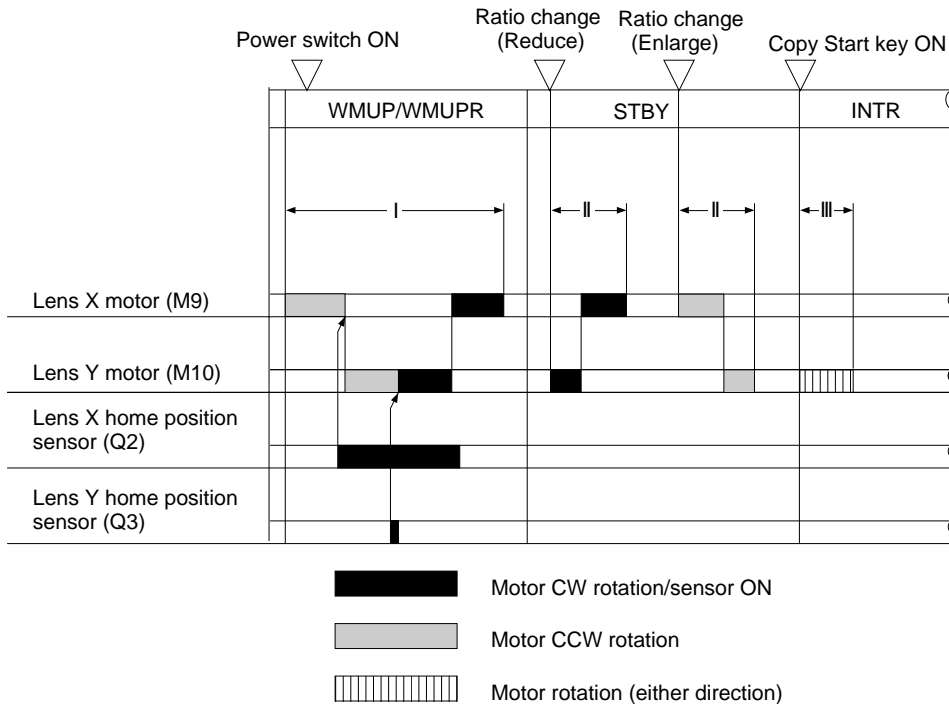 Power switch ON
Ratio change
(Reduce)
Ratio change
(Enlarge)
Copy Start key ON
WMUP/WMUPR
STBY
INTR
I
II
II
III
Lens X motor (M9)
Lens Y motor (M10)
Lens X home position
sensor (Q2)
Lens Y home position
sensor (Q3)
Motor CW rotation/sensor ON
Motor CCW rotation
Motor rotation (either direction)